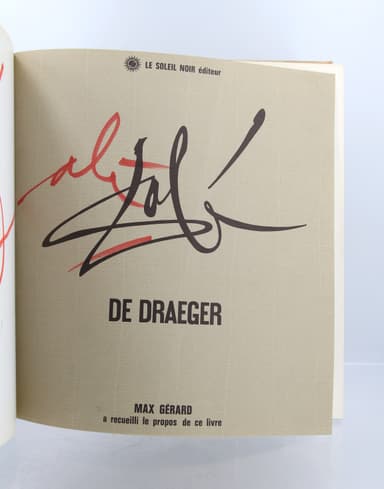 LE SOLEIL NOIR éditeur
Dalí
DE DRAEGER
MAX GÉRARD
a recueilli le propos de ce livre